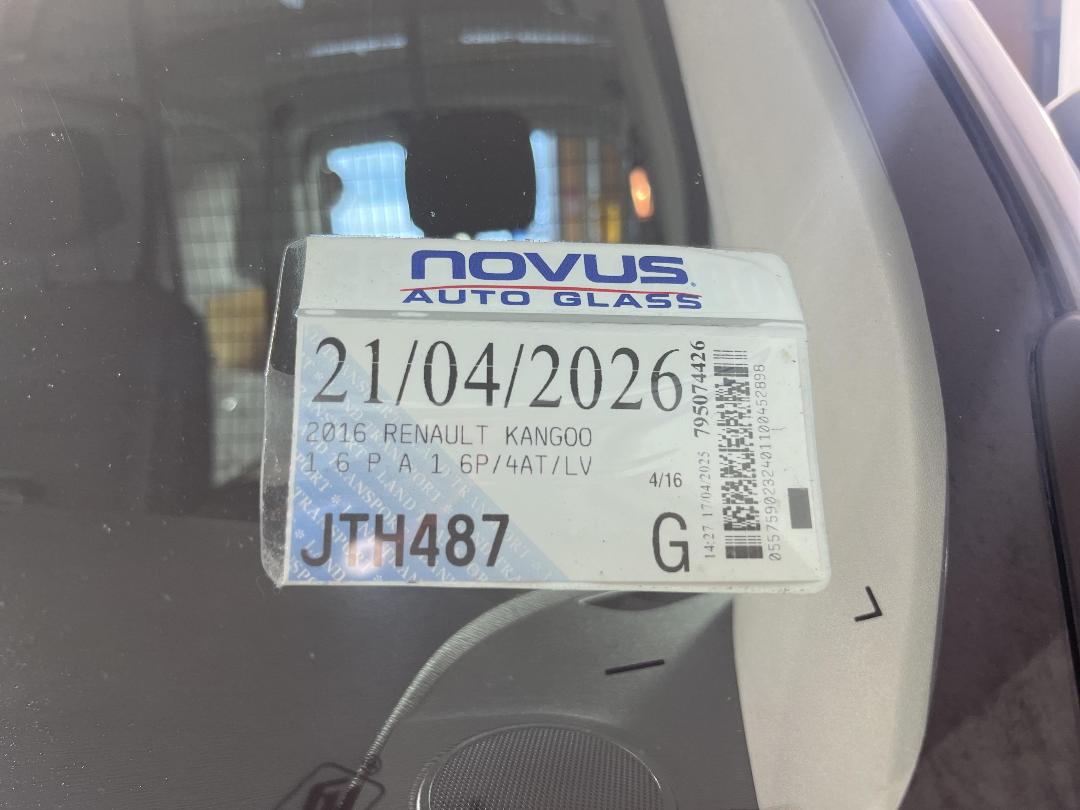 NOVUS
AUTO GLASS
21/04/2026
2016 RENAULT KANGOO
1 6 P A 1 6P/4AT/LV
4/16
JTH487
G
14:27 17/04/2025 795074426
0557590232401100452898